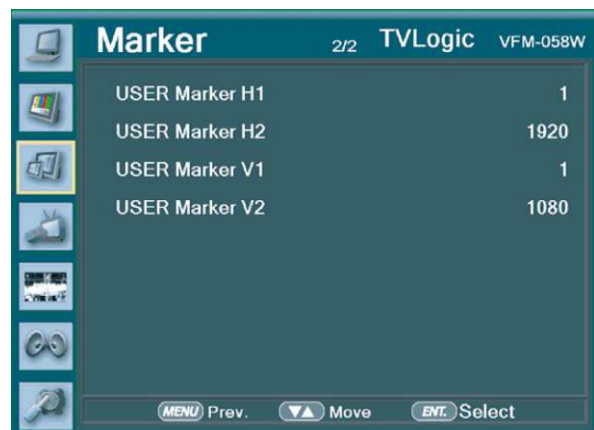 Marker 2/2 TVLogic VFM-058W
USER Marker H1 1
USER Marker H2 1920
USER Marker V1 1
USER Marker V2 1080
MENU Prev. ▼▲ Move ENT. Select